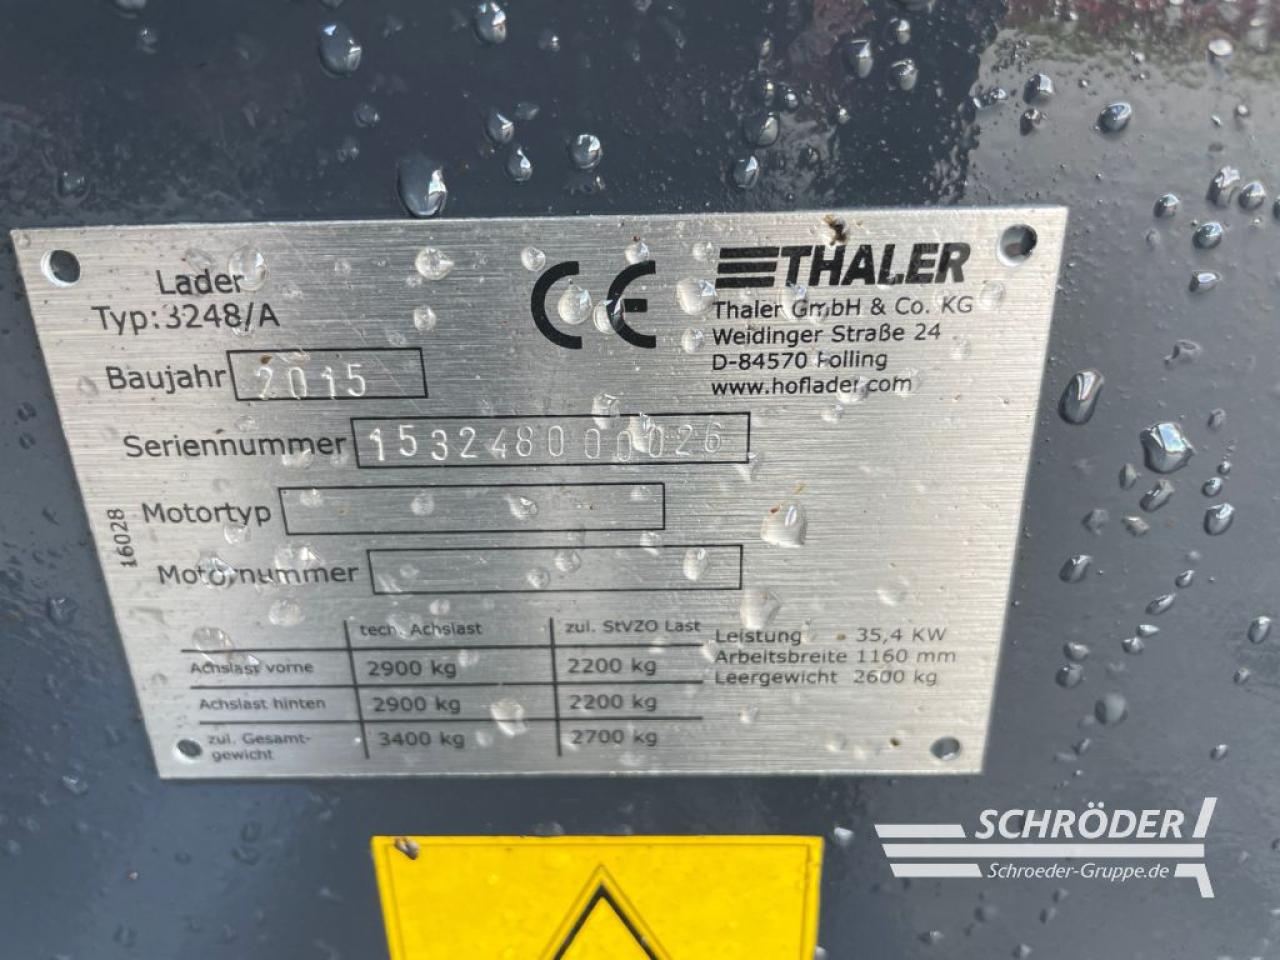 Lader
Typ:3248/A
Baujahr 2015
Seriennummer 153248000026
Motortyp
Motornummer
16028
CE
THALER
Thaler GmbH & Co. KG
Weidinger Straße 24
D-84570 Polling
www.hoflader.com
tech. Achslast zul. StVZO Last
Achslast vorne 2900 kg 2200 kg
Achslast hinten 2900 kg 2200 kg
zul. Gesamt-
gewicht 3400 kg 2700 kg
Leistung 35,4 KW
Arbeitsbreite 1160 mm
Leergewicht 2600 kg
SCHRÖDER
Schroeder-Gruppe.de